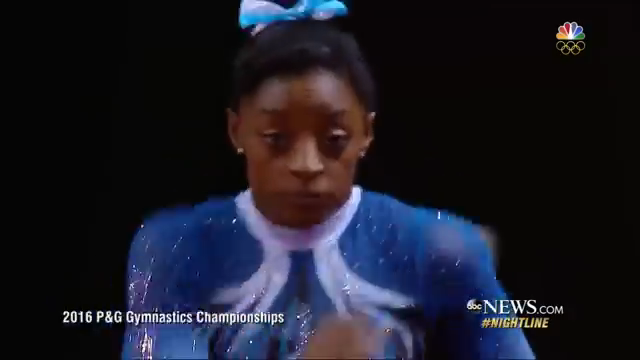 2016 P&G Gymnastics Championships
abc NEWS.COM
#NIGHTLINE